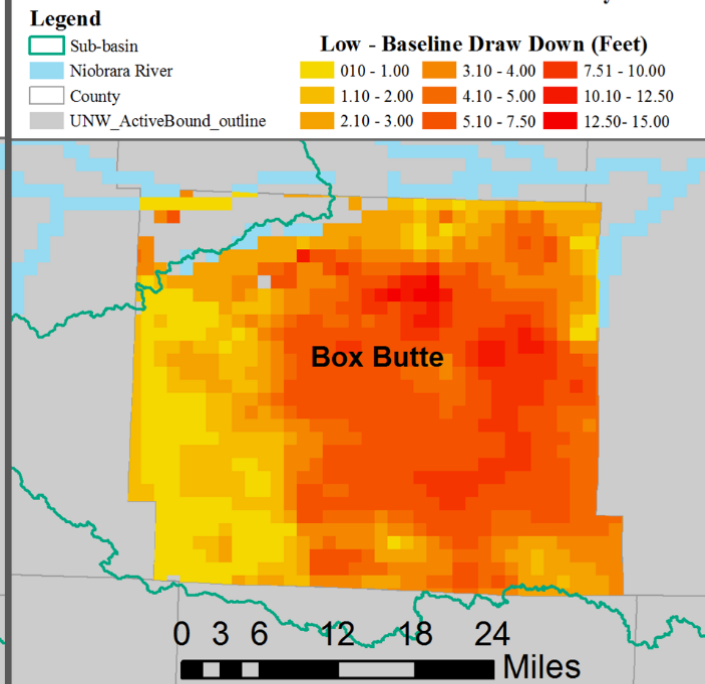 Legend
Sub-basin
Niobrara River
County
UNW_ActiveBound_outline
Low - Baseline Draw Down (Feet)
010 - 1.00
3.10 - 4.00
7.51 - 10.00
1.10 - 2.00
4.10 - 5.00
10.10 - 12.50
2.10 - 3.00
5.10 - 7.50
12.50- 15.00
Box Butte
0 3 6 12 18 24
Miles